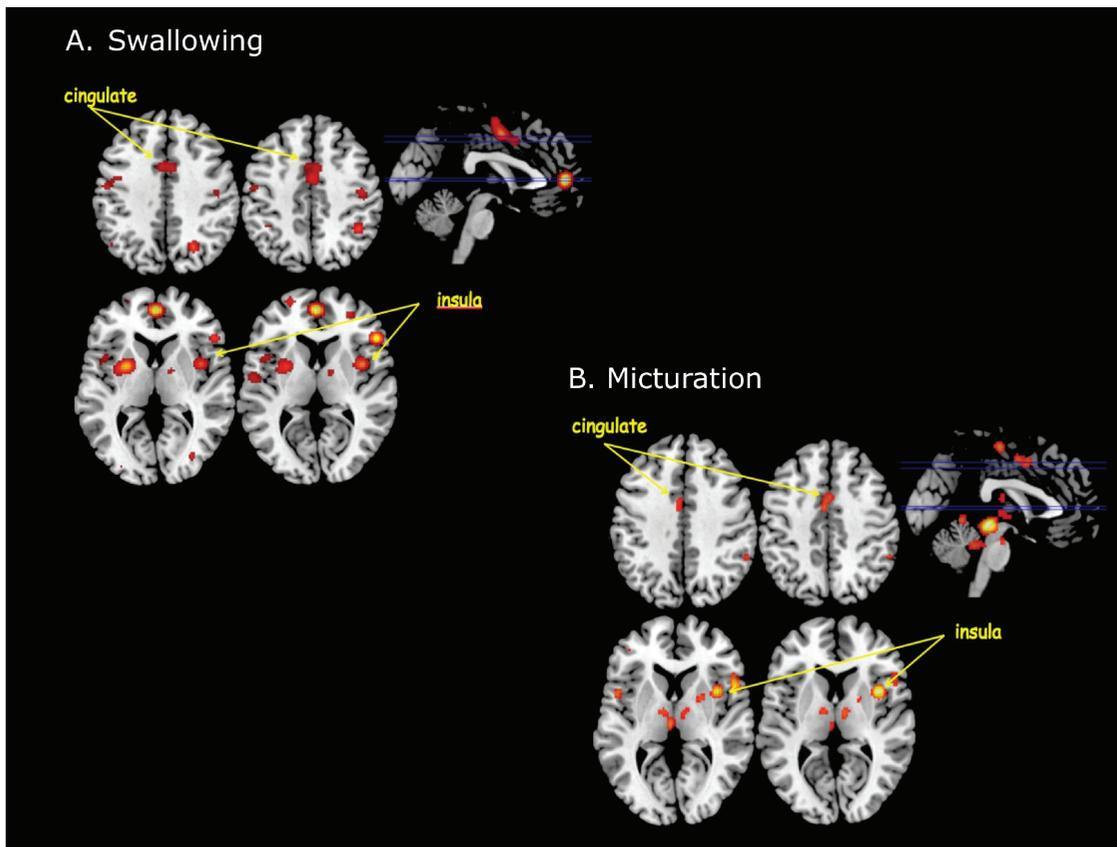 A. Swallowing
cingulate
insula
B. Micturation
cingulate
insula